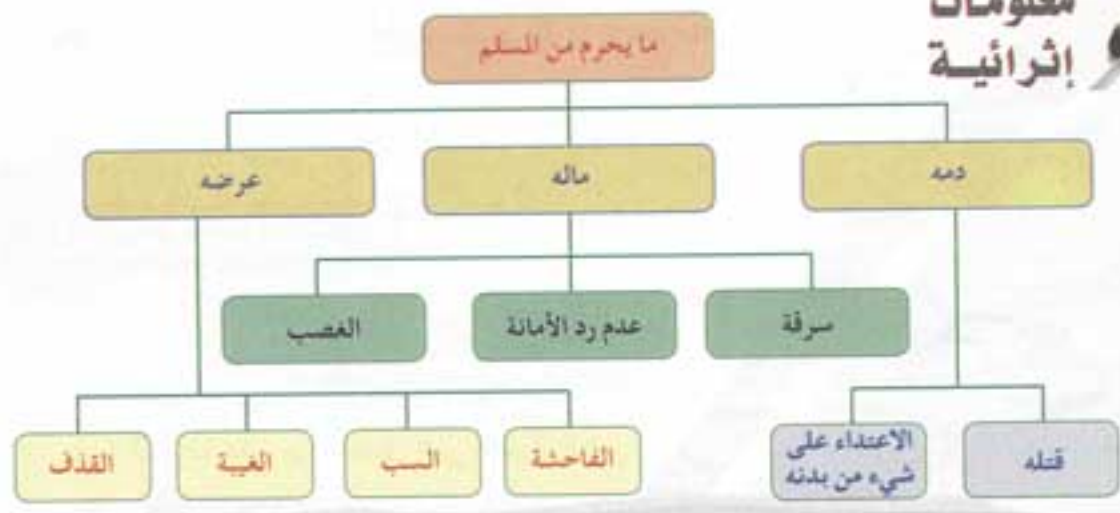 معلومات
إثرائية
ما يحرم من المسلم
دمه
ماله
عرضه
سرقة
عدم رد الأمانة
الغصب
قتله
الاعتداء على
شيء من بدنه
الفاحشة
السب
الغيبة
القذف